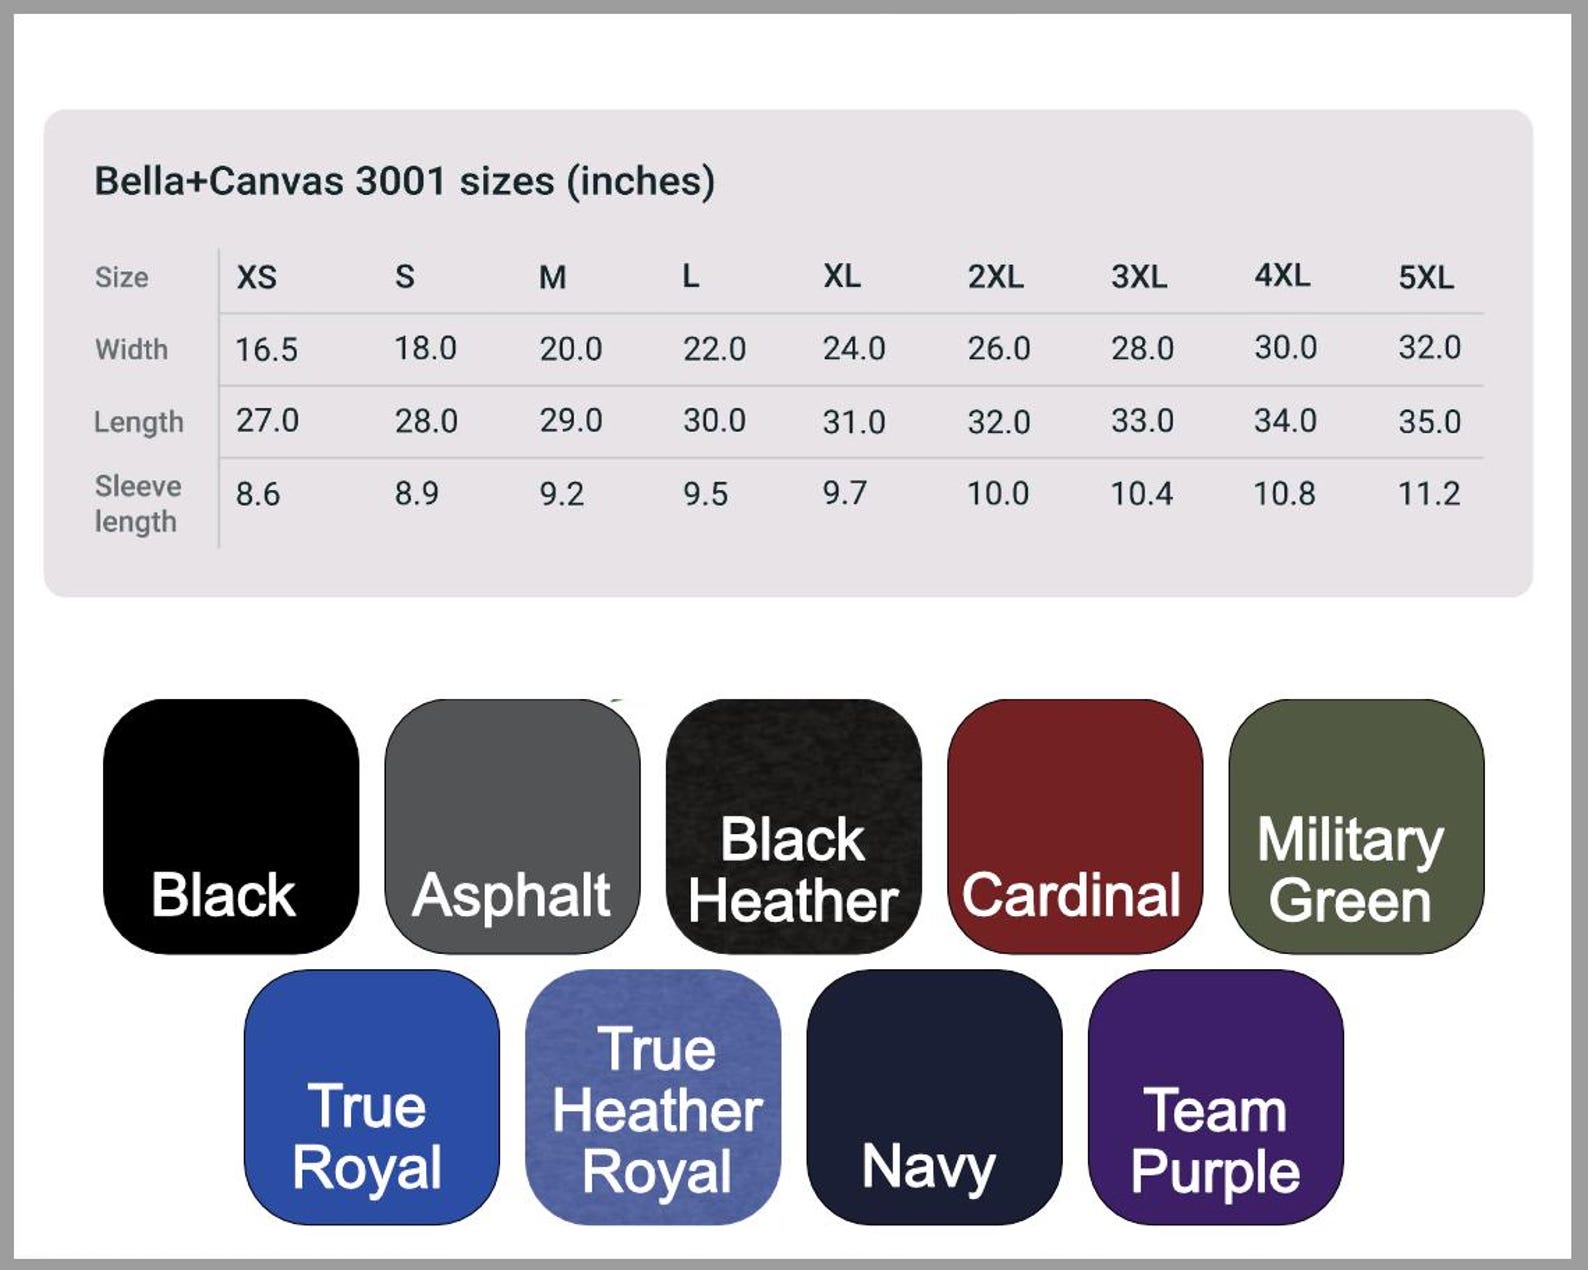 Bella+Canvas 3001 sizes (inches)
Size XS S M L XL 2XL 3XL 4XL 5XL
Width 16.5 18.0 20.0 22.0 24.0 26.0 28.0 30.0 32.0
Length 27.0 28.0 29.0 30.0 31.0 32.0 33.0 34.0 35.0
Sleeve
length 8.6 8.9 9.2 9.5 9.7 10.0 10.4 10.8 11.2
Black
Asphalt
Black
Heather
Cardinal
Military
Green
True
Royal
True
Heather
Royal
Navy
Team
Purple